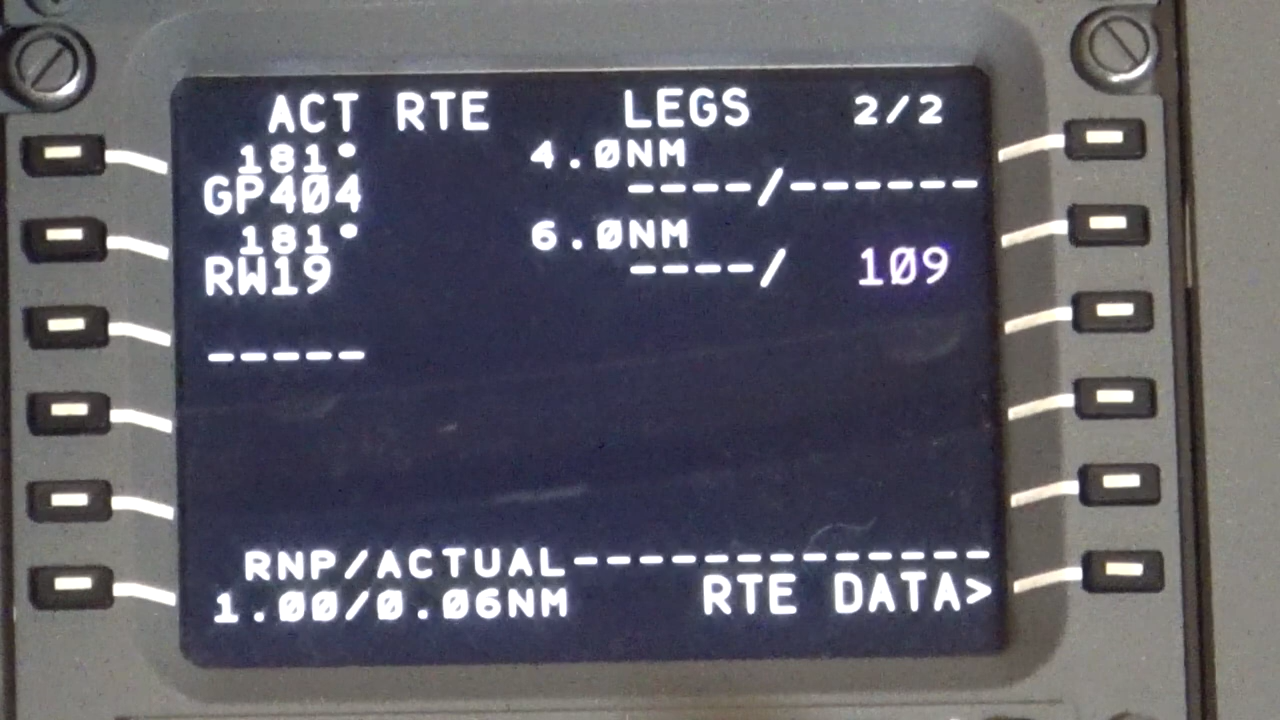 ACT RTE LEGS 2/2
181° 4.0NM
GP404 ----/------
181° 6.0NM
RW19 ----/ 109
-----
RNP/ACTUAL-------------
1.00/0.06NM RTE DATA>